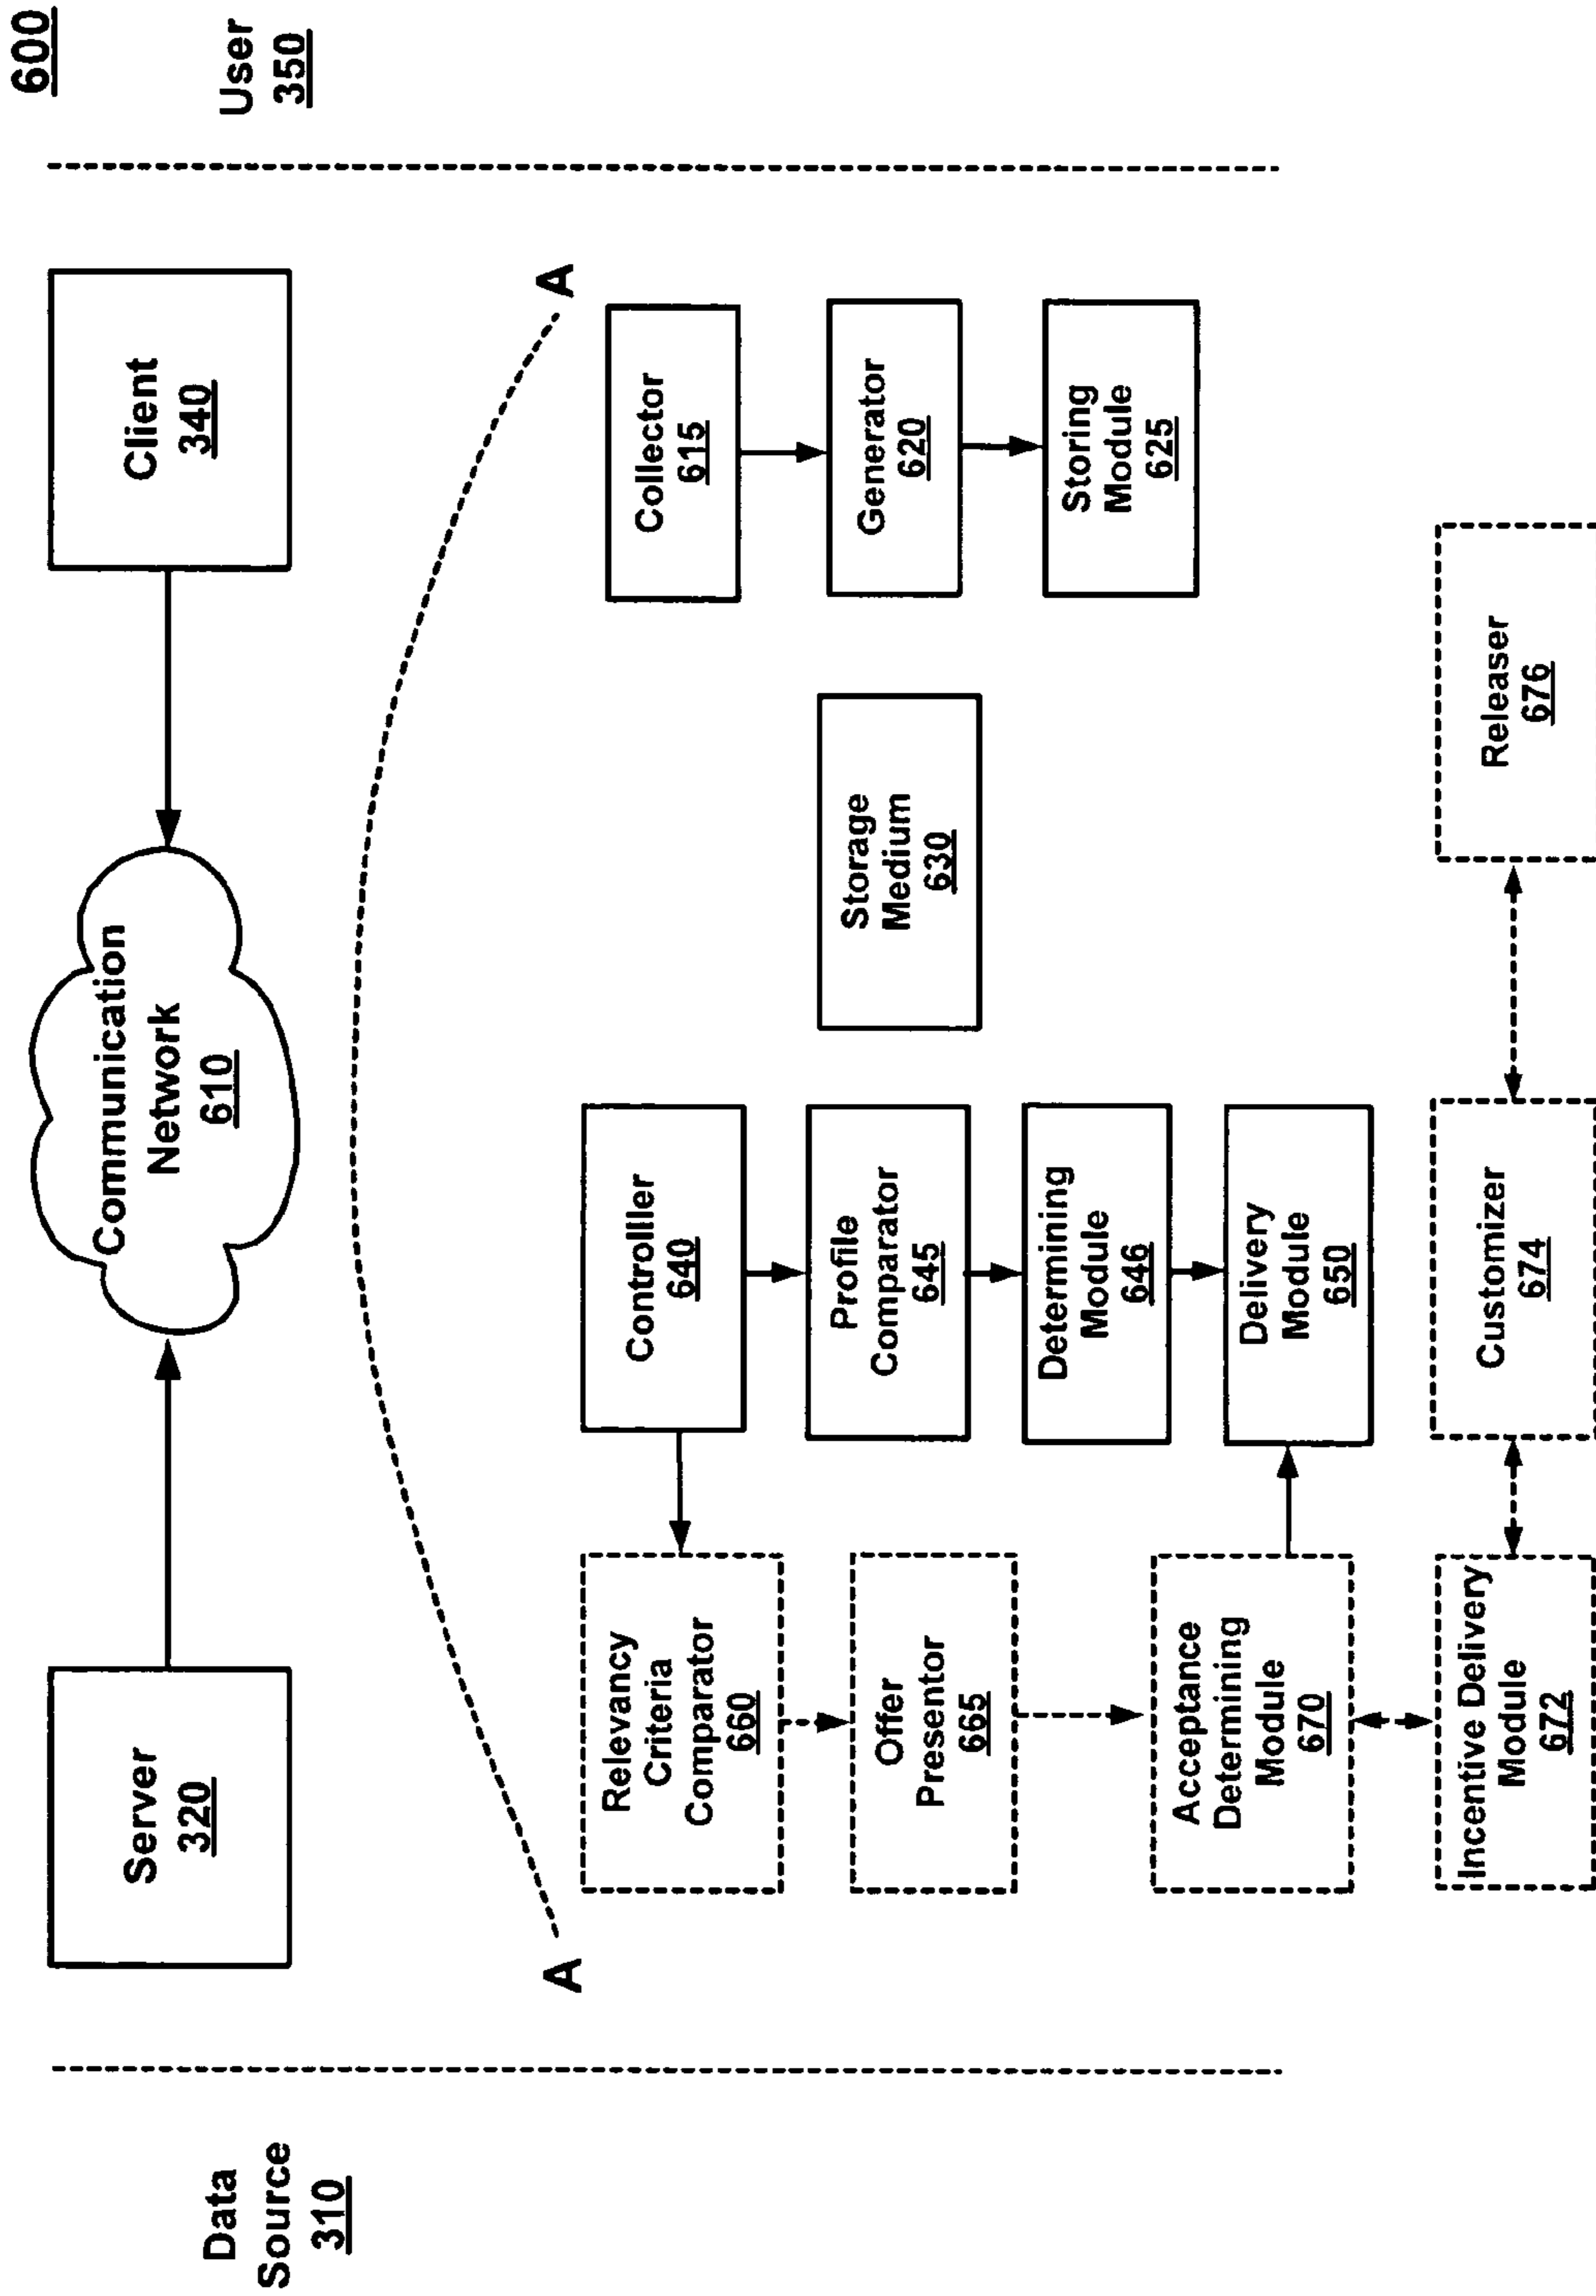 600
Data
Source
310
User
350
Server
320
Communication
Network
610
Client
340
A
A
Relevancy
Criteria
Comparator
660
Offer
Presentor
665
Acceptance
Determining
Module
670
Incentive Delivery
Module
672
Controlller
640
Profile
Comparator
645
Determining
Module
646
Delivery
Module
650
Customizer
674
Storage
Medium
630
Collector
615
Generator
620
Storing
Module
625
Releaser
676